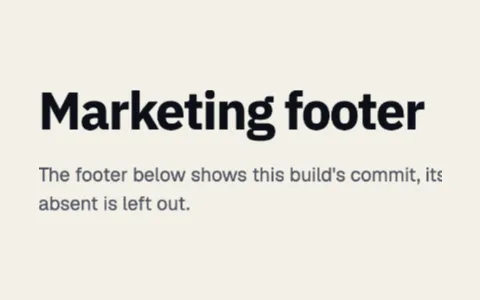 Marketing footer
The footer below shows this build's commit, its
absent is left out.